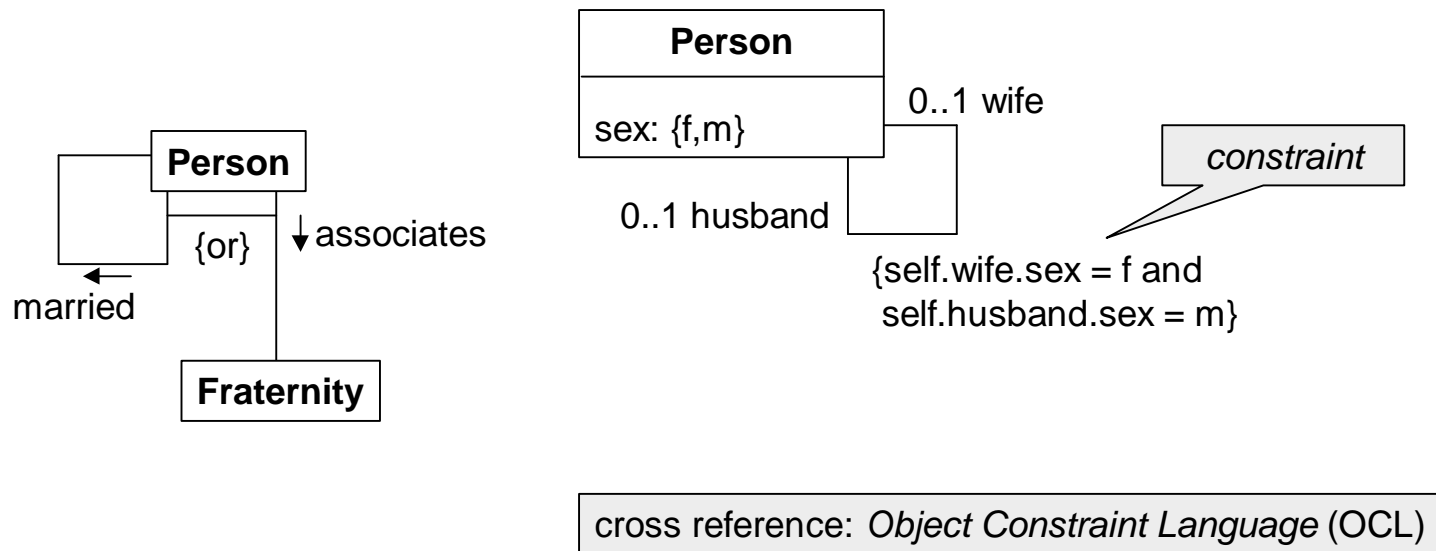 Person
{or}
associates
married
Fraternity
Person
sex: {f,m}
0..1 wife
0..1 husband
constraint
{self.wife.sex = f and
self.husband.sex = m}
cross reference: Object Constraint Language (OCL)